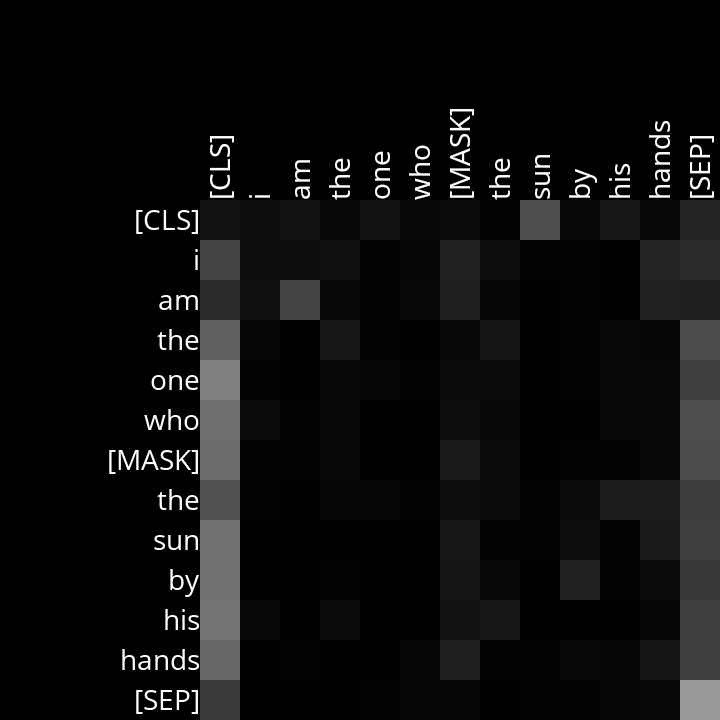 [CLS] i am the one who [MASK] the sun by his hands [SEP]
[CLS]
i
am
the
one
who
[MASK]
the
sun
by
his
hands
[SEP]